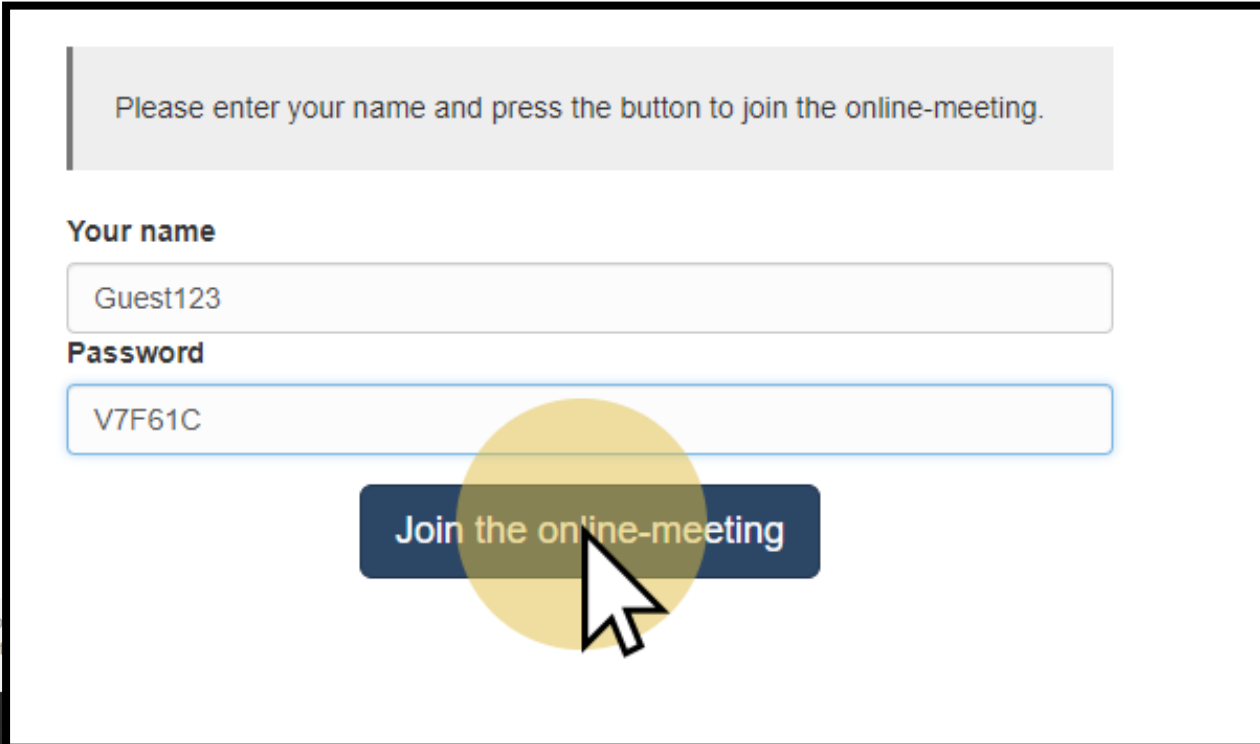 Please enter your name and press the button to join the online-meeting.
Your name
Guest123
Password
V7F61C
Join the online-meeting